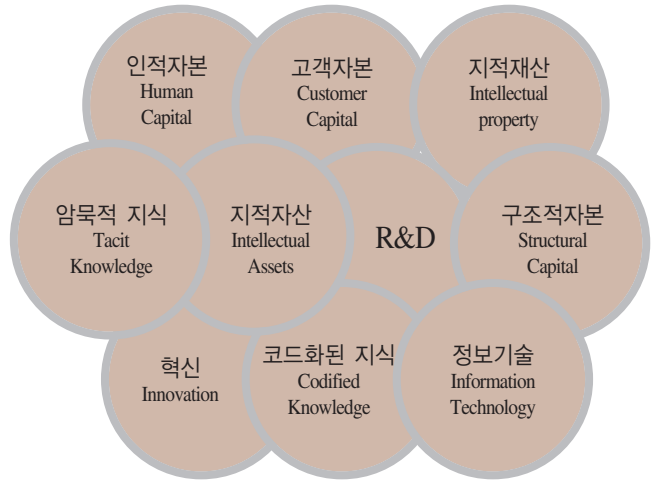 인적자본
Human
Capital
고객자본
Customer
Capital
지적재산
Intellectual
property
암묵적 지식
Tacit
Knowledge
지적자산
Intellectual
Assets
R&D
구조적자본
Structural
Capital
혁신
Innovation
코드화된 지식
Codified
Knowledge
정보기술
Information
Technology